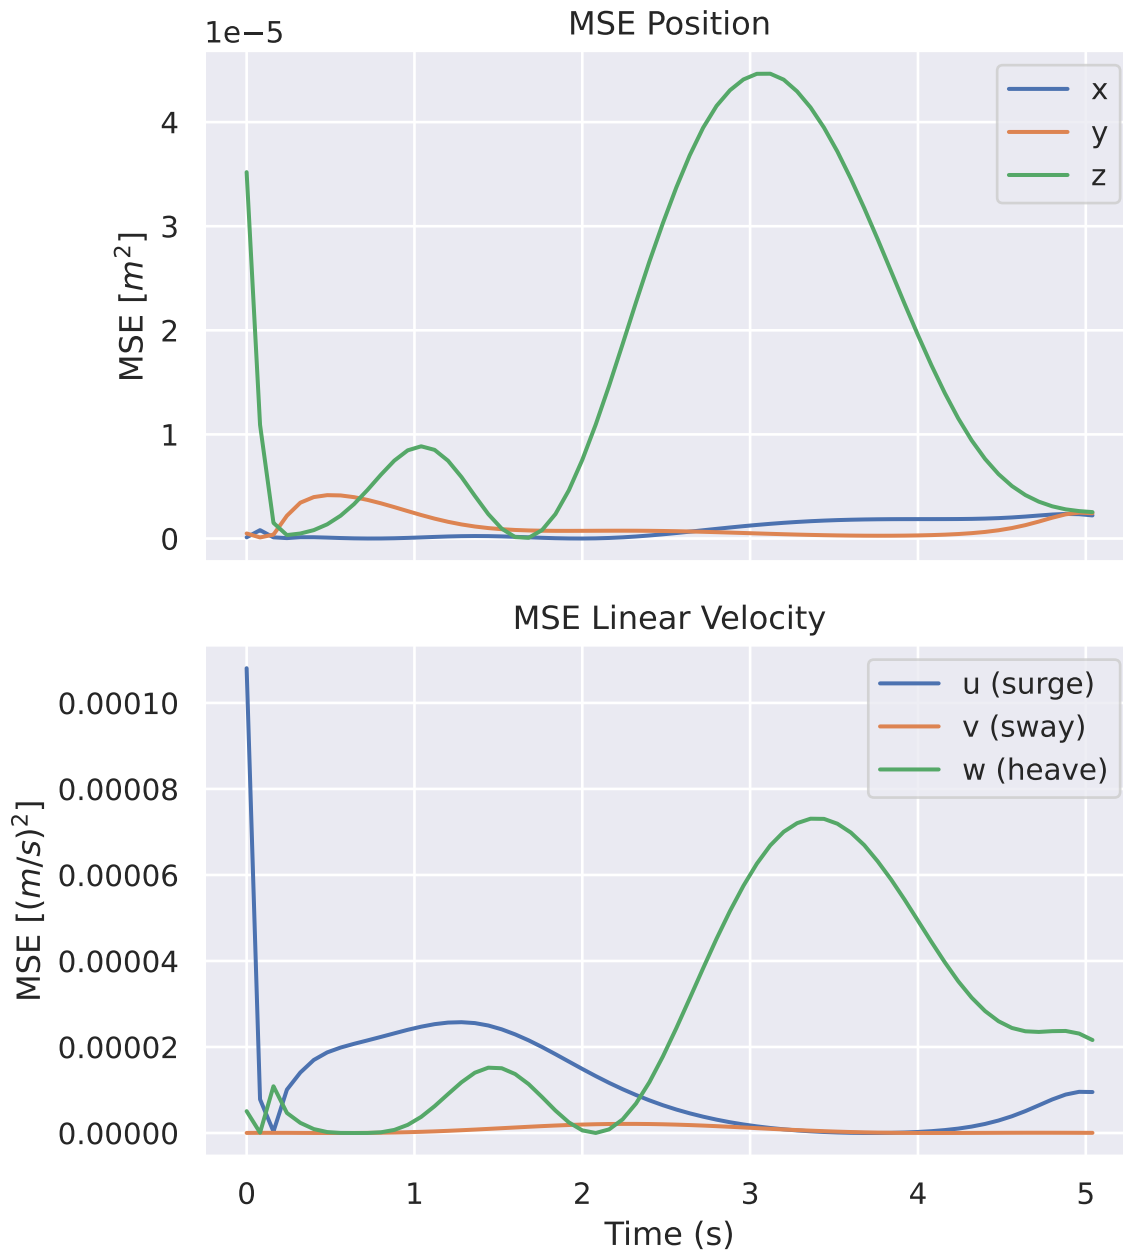 MSE Position
1e−5
4
3
2
1
0
MSE [m²]
x
y
z
MSE Linear Velocity
0.00010
0.00008
0.00006
0.00004
0.00002
0.00000
MSE [(m/s)²]
u (surge)
v (sway)
w (heave)
0 1 2 3 4 5
Time (s)